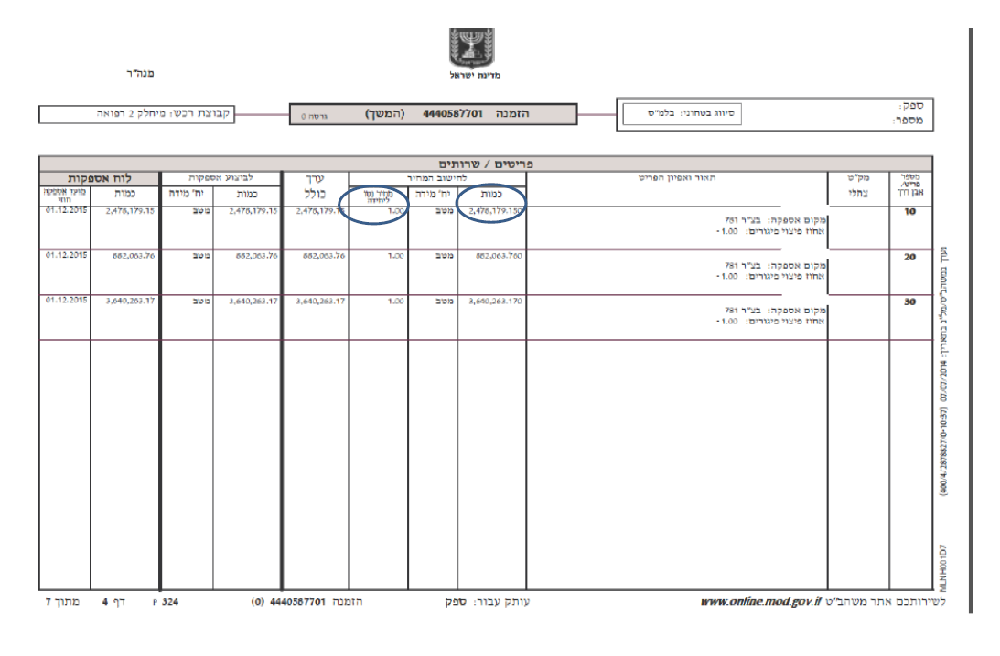 מדינת ישראל
מנה"ר
ספק:
מספר:
סיווג בטחוני: בלמ"ס
הזמנה 4440587701 (המשך) גרסה 0
קבוצת רכש: מיחלק 2 רפואה
פריטים / שרותים
מספר פריט/ אבן דרך
מק"ט צהלי
תאור ואפיון הפריט
לחישוב המחיר
כמות יח' מידה מחיר נטו ליחידה
ערך כולל
לביצוע אספקות
כמות יח' מידה
לוח אספקות
כמות מועד אספקה חוזי
10 2,478,179.150 מטב 1.00 2,478,179.15 2,478,179.15 מטב 2,478,179.15 01.12.2015
מקום אספקה: בצ"ר 781
אחוז פיצוי פיגורים: 1.00-
20 882,063.760 מטב 1.00 882,063.76 882,063.76 מטב 882,063.76 01.12.2015
מקום אספקה: בצ"ר 781
אחוז פיצוי פיגורים: 1.00-
30 3,640,263.170 מטב 1.00 3,640,263.17 3,640,263.17 מטב 3,640,263.17 01.12.2015
מקום אספקה: בצ"ר 781
אחוז פיצוי פיגורים: 1.00-
נערך במשהב"ט/מל"נ בתאריך: 07/07/2014 (400/4/2878827/0-10:37)
MLNH001D7
לשירותכם אתר משהב"ט www.online.mod.gov.il
עותק עבור: ספק
הזמנה 4440587701 (0)
P 324
דף 4 מתוך 7